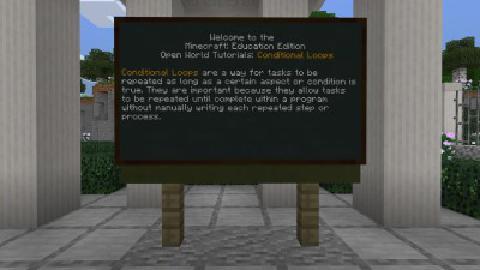 Welcome to the
Minecraft Education Edition
Open World Tutorials: Conditional Loops
Conditional Loops are a way for tasks to be
repeated as long as a certain aspect or condition is
true. They are important because they allow tasks
to be repeated until complete within a program
without manually writing each repeated step or
process.